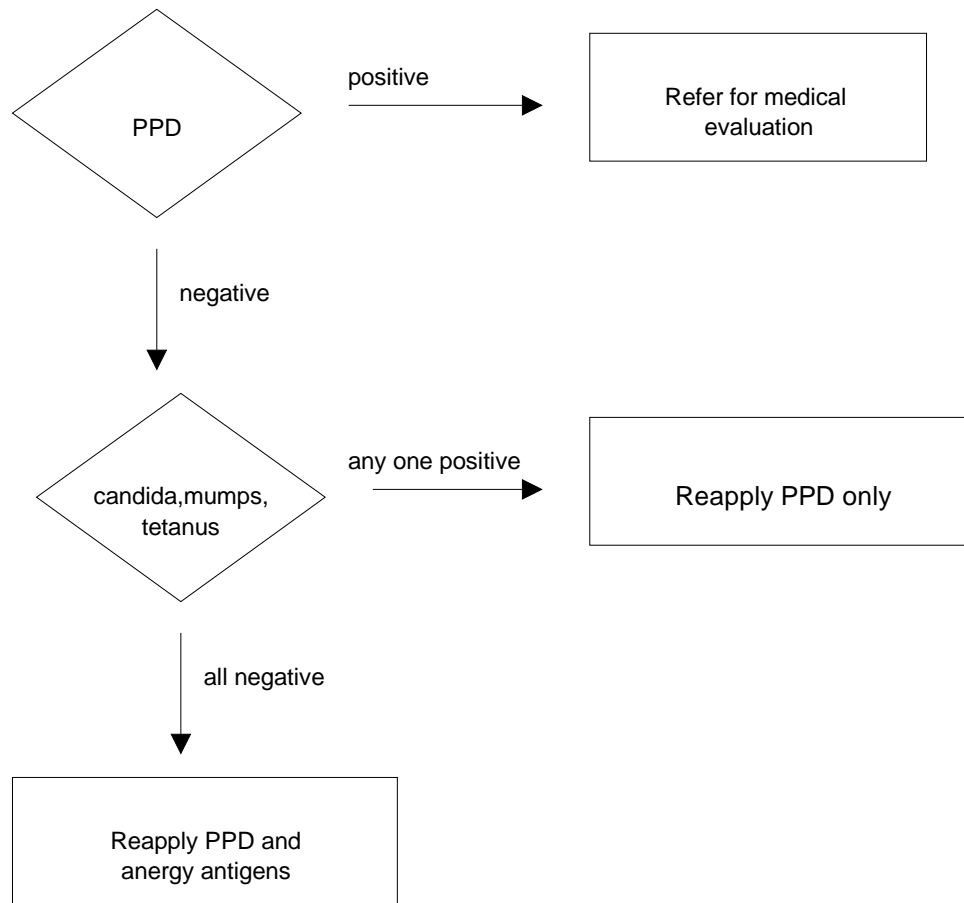 positive
PPD
Refer for medical
evaluation
negative
any one positive
candida,mumps,
tetanus
Reapply PPD only
all negative
Reapply PPD and
anergy antigens